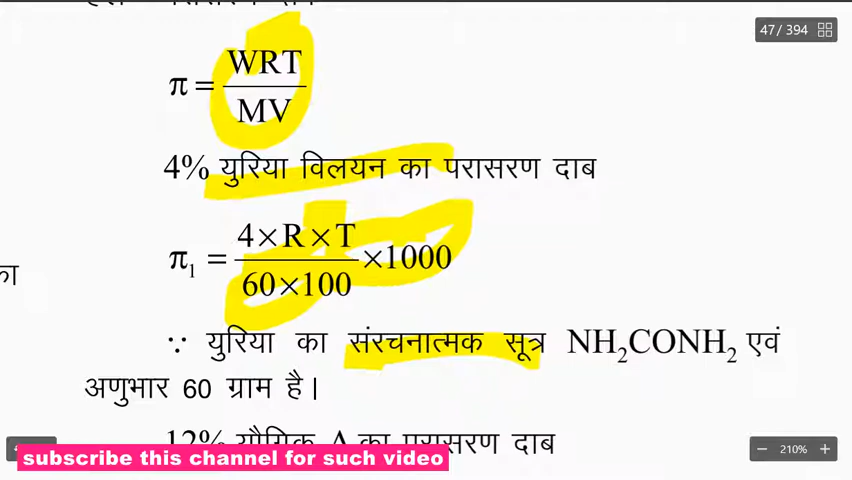 47 / 394
π = WRT / MV
4% युरिया विलयन का परासरण दाब
π₁ = 4×R×T / 60×100 ×1000
∵ युरिया का संरचनात्मक सूत्र NH₂CONH₂ एवं
अणुभार 60 ग्राम है।
12% यौगिक A का परासरण दाब
subscribe this channel for such video
− 210% +